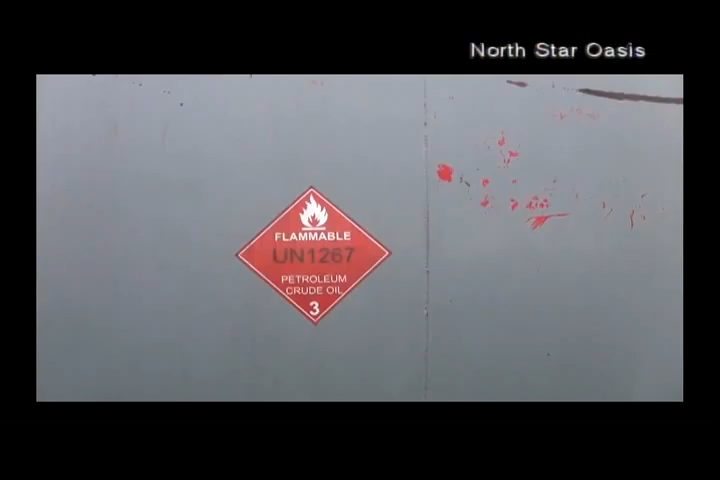 North Star Oasis
FLAMMABLE
UN1267
PETROLEUM
CRUDE OIL
3